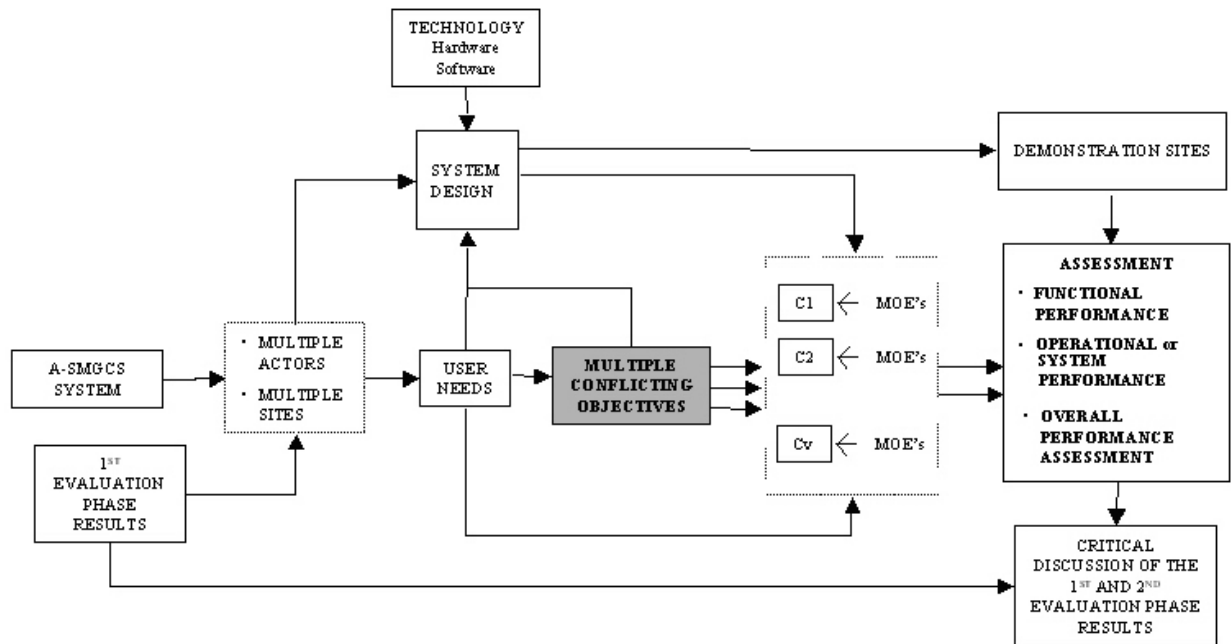 TECHNOLOGY
Hardware
Software
SYSTEM
DESIGN
DEMONSTRATION SITES
A-SMGCS
SYSTEM
· MULTIPLE
ACTORS
· MULTIPLE
SITES
USER
NEEDS
MULTIPLE
CONFLICTING
OBJECTIVES
C1 MOE's
C2 MOE's
Cv MOE's
ASSESSMENT
· FUNCTIONAL
PERFORMANCE
· OPERATIONAL or
SYSTEM
PERFORMANCE
· OVERALL
PERFORMANCE
ASSESSMENT
1ST
EVALUATION
PHASE
RESULTS
CRITICAL
DISCUSSION OF THE
1ST AND 2ND
EVALUATION PHASE
RESULTS